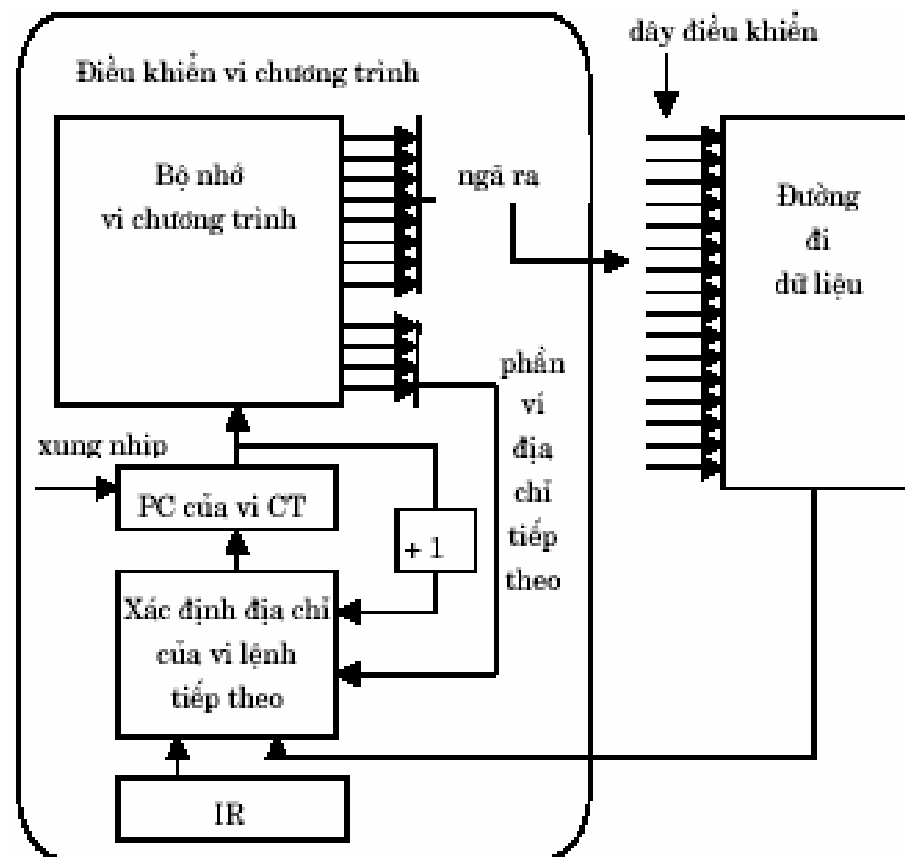 dây điều khiển
Điều khiển vi chương trình
Bộ nhớ
vi chương trình
ngã ra
Đường
đi
dữ liệu
phần
vi
địa
chỉ
tiếp
theo
xung nhịp
PC của vi CT
+ 1
Xác định địa chỉ
của vi lệnh
tiếp theo
IR